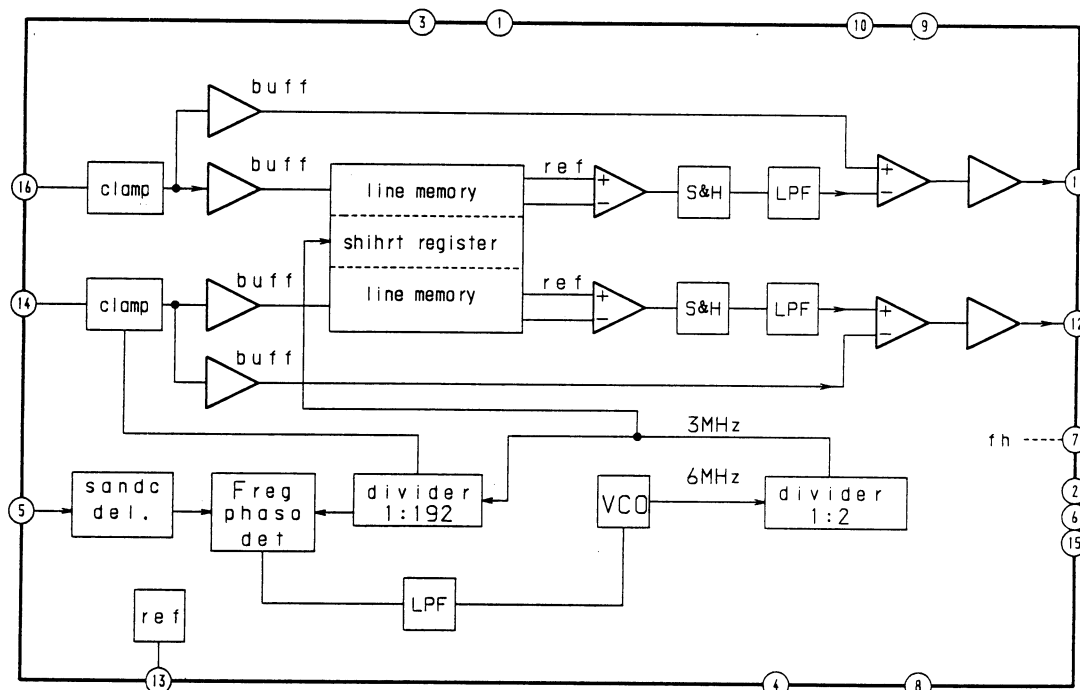 3 1 10 9
buff
buff
ref
16
clamp
line memory
+
−
S&H
LPF
+
−
shihrt register
14
clamp
buff
line memory
ref
+
−
S&H
LPF
+
−
12
buff
3MHz
fh
7
6MHz
5
sandc
del.
Freg
phaso
det
divider
1:192
VCO
divider
1:2
2
6
15
LPF
ref
13
4
8